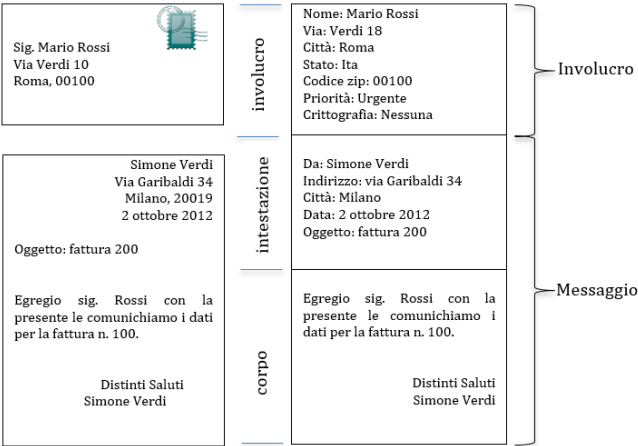 Sig. Mario Rossi
Via Verdi 10
Roma, 00100
Simone Verdi
Via Garibaldi 34
Milano, 20019
2 ottobre 2012
Oggetto: fattura 200
Egregio sig. Rossi con la
presente le comunichiamo i dati
per la fattura n. 100.
Distinti Saluti
Simone Verdi
involucro
intestazione
corpo
Nome: Mario Rossi
Via: Verdi 18
Città: Roma
Stato: Ita
Codice zip: 00100
Priorità: Urgente
Crittografia: Nessuna
Da: Simone Verdi
Indirizzo: via Garibaldi 34
Città: Milano
Data: 2 ottobre 2012
Oggetto: fattura 200
Egregio sig. Rossi con la
presente le comunichiamo i
dati per la fattura n. 100.
Distinti Saluti
Simone Verdi
Involucro
Messaggio